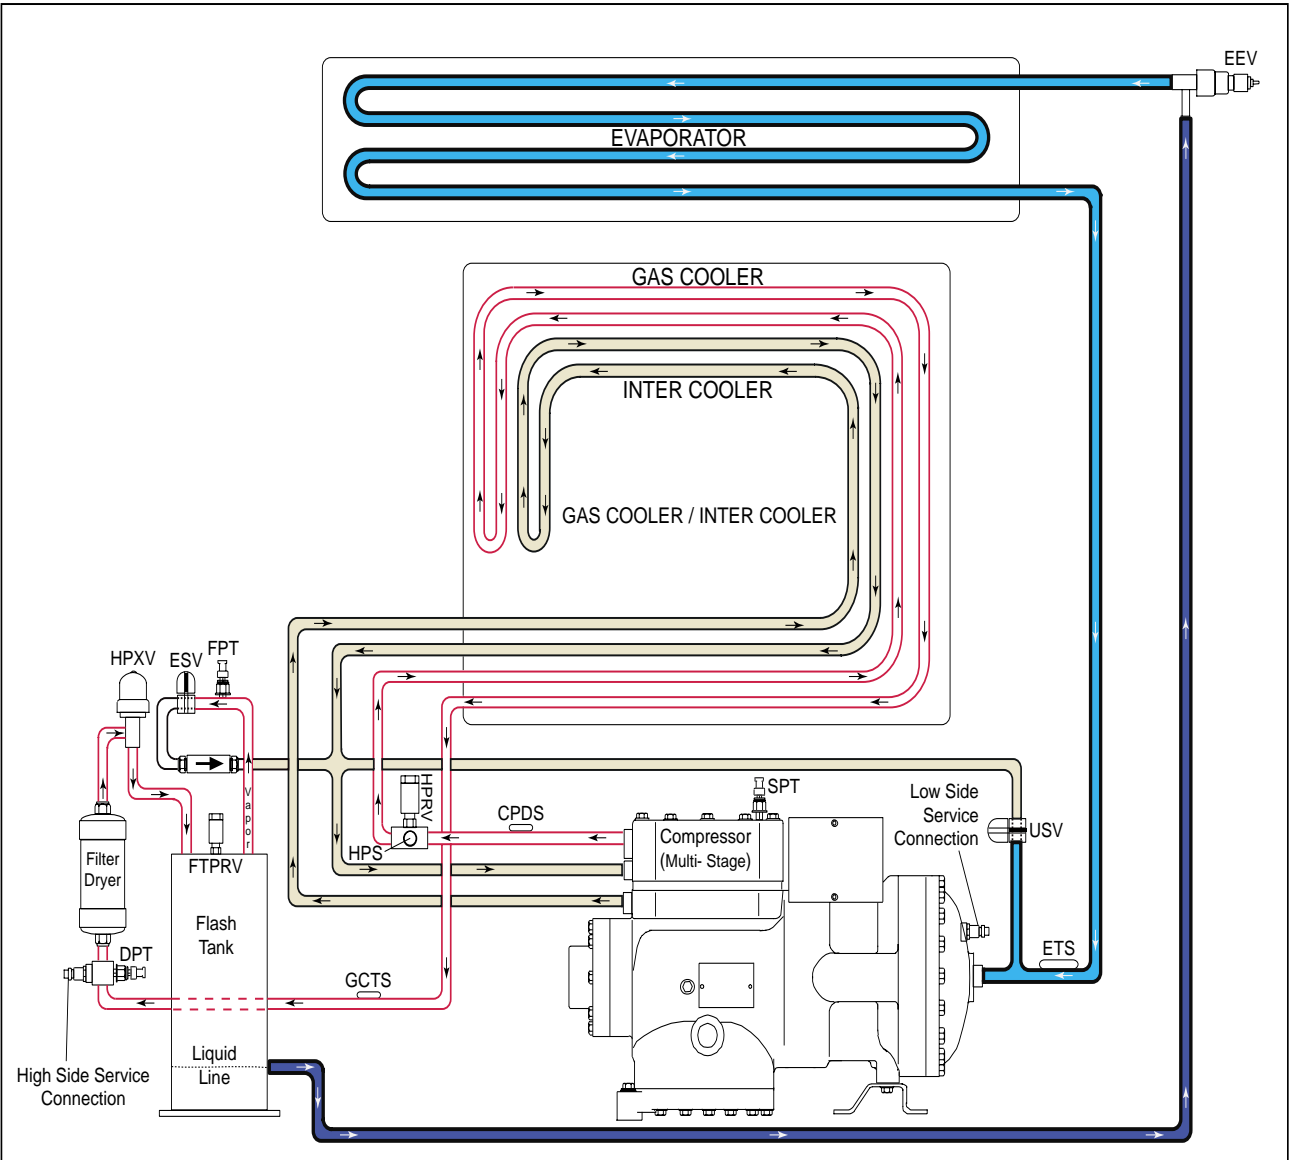 EEV
EVAPORATOR
GAS COOLER
INTER COOLER
GAS COOLER / INTER COOLER
FPT
HPXV
ESV
Vapor
HPRV
SPT
CPDS
Low Side
Service
Connection
USV
Compressor
(Multi- Stage)
HPS
Filter
Dryer
FTPRV
Flash
Tank
DPT
ETS
GCTS
Liquid
Line
High Side Service
Connection